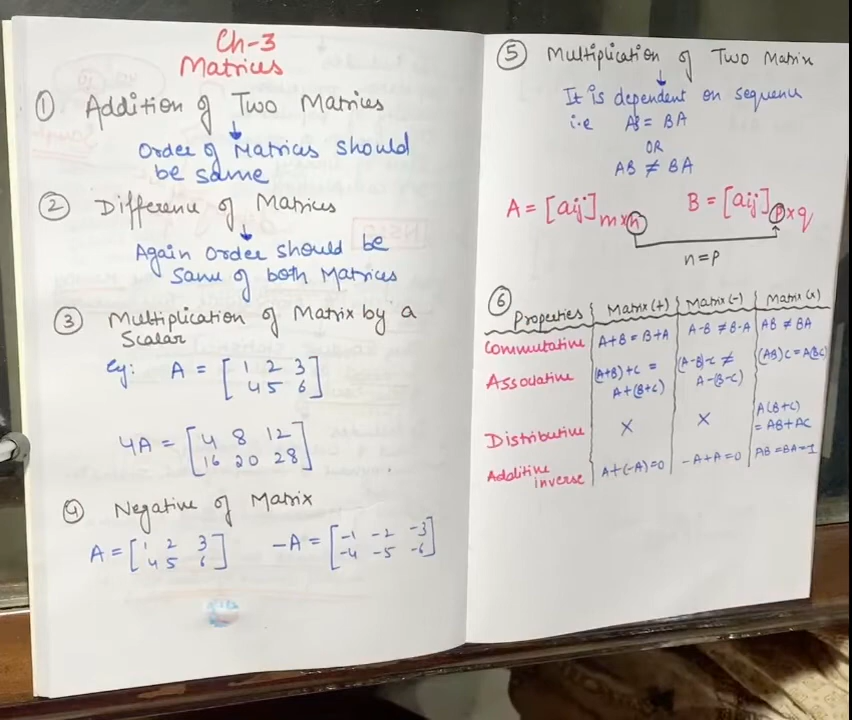 Ch-3
Matrices
① Addition of Two Matrices
↓
Order of Matrices should
be same
② Difference of Matrices
↓
Again order should be
same of both Matrices
③ Multiplication of Matrix by a
Scalar
eg: A = [1 2 3
4 5 6]
4A = [4 8 12
16 20 28]
④ Negative of Matrix
A = [1 2 3
4 5 6]
-A = [-1 -2 -3
-4 -5 -6]
⑤ Multiplication of Two Matrix
↓
It is dependent on sequence
i.e AB = BA
OR
AB ≠ BA
A = [aij] m×n B = [aij] p×q
n=p
⑥ Properties Matrix(+) Matrix(-) Matrix(x)
Commutative A+B = B+A A-B ≠ B-A AB ≠ BA
Associative (A+B)+C = A+(B+C) (A-B)-C ≠ A-(B-C) (AB)C = A(BC)
Distributive × × A(B+C) = AB+AC
Additive inverse A+(-A)=0 -A+A=0 AB=BA=1